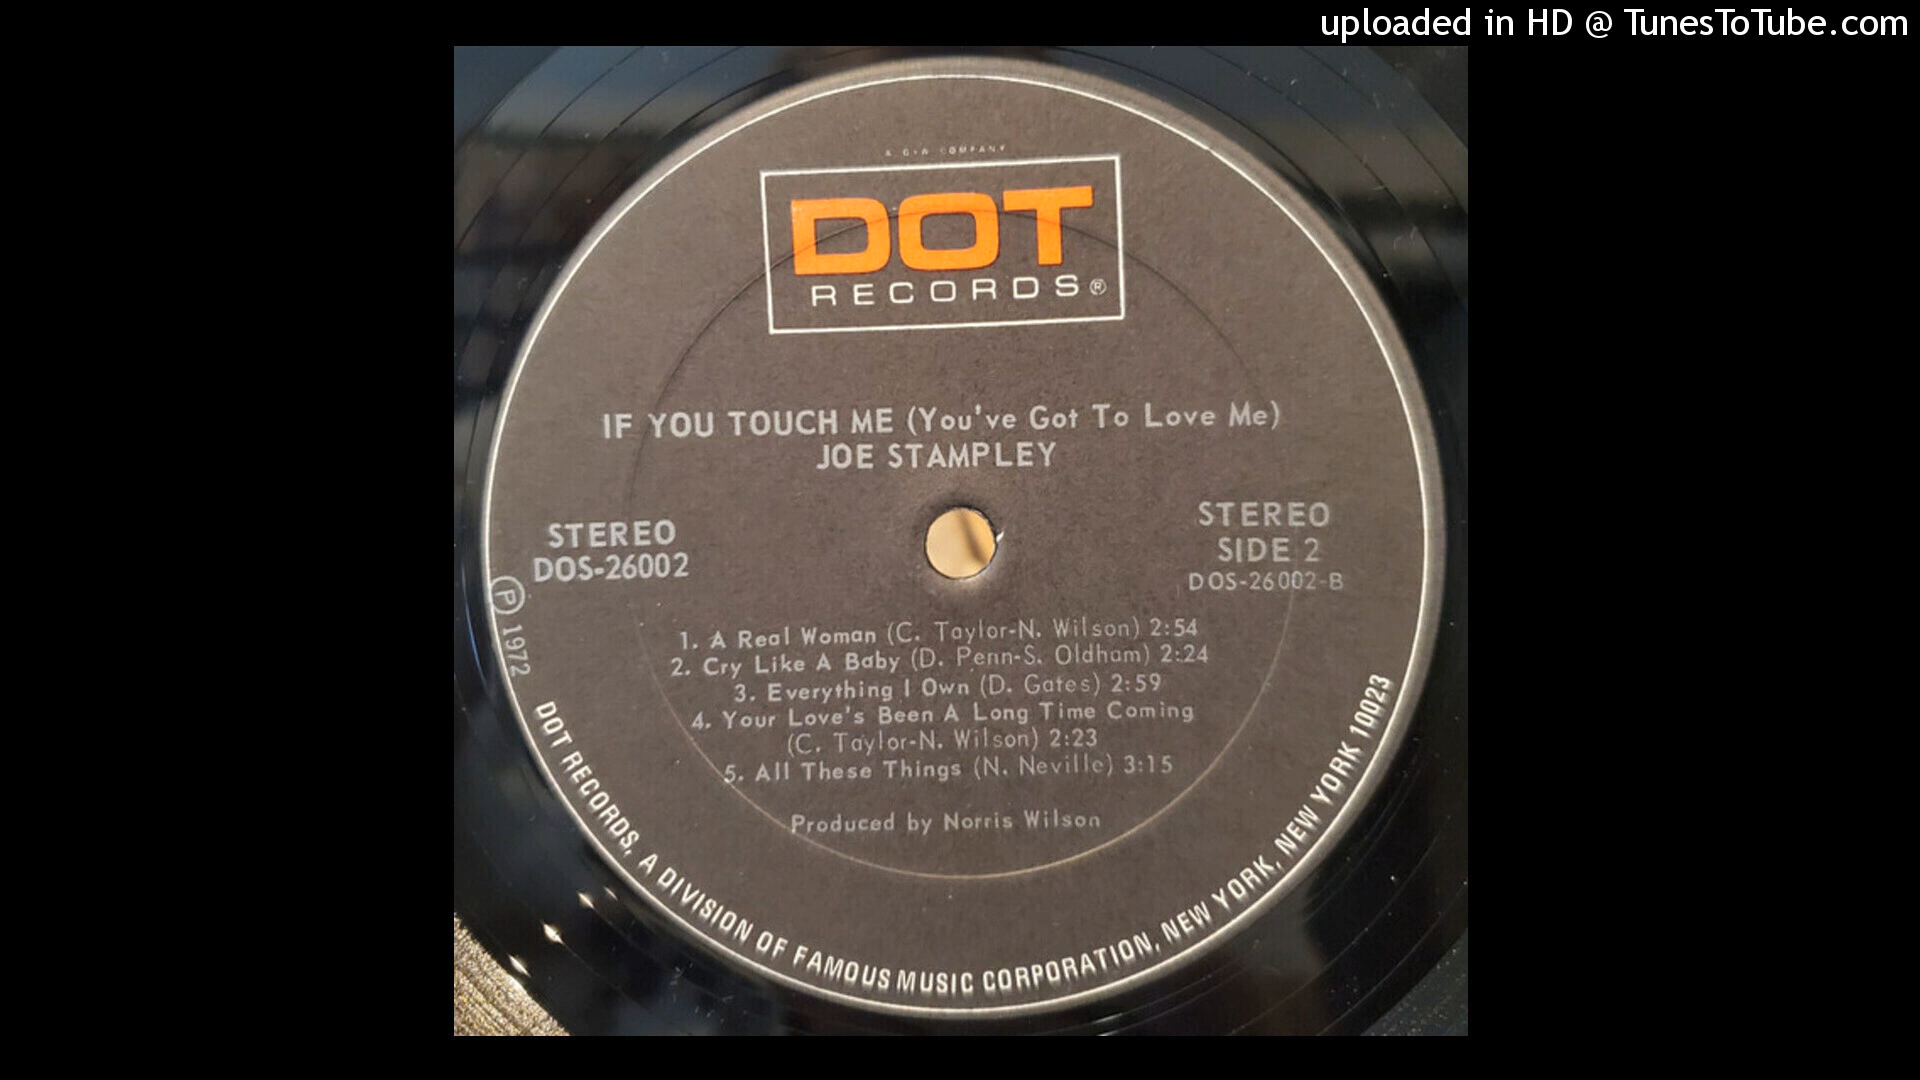 uploaded in HD @ TunesToTube.com
A G+W COMPANY
DOT
RECORDS®
IF YOU TOUCH ME (You've Got To Love Me)
JOE STAMPLEY
STEREO
DOS-26002
STEREO
SIDE 2
DOS-26002-B
Ⓟ 1972
1. A Real Woman (C. Taylor-N. Wilson) 2:54
2. Cry Like A Baby (D. Penn-S. Oldham) 2:24
3. Everything I Own (D. Gates) 2:59
4. Your Love's Been A Long Time Coming
(C. Taylor-N. Wilson) 2:23
5. All These Things (N. Neville) 3:15
Produced by Norris Wilson
DOT RECORDS, A DIVISION OF FAMOUS MUSIC CORPORATION, NEW YORK, NEW YORK 10023